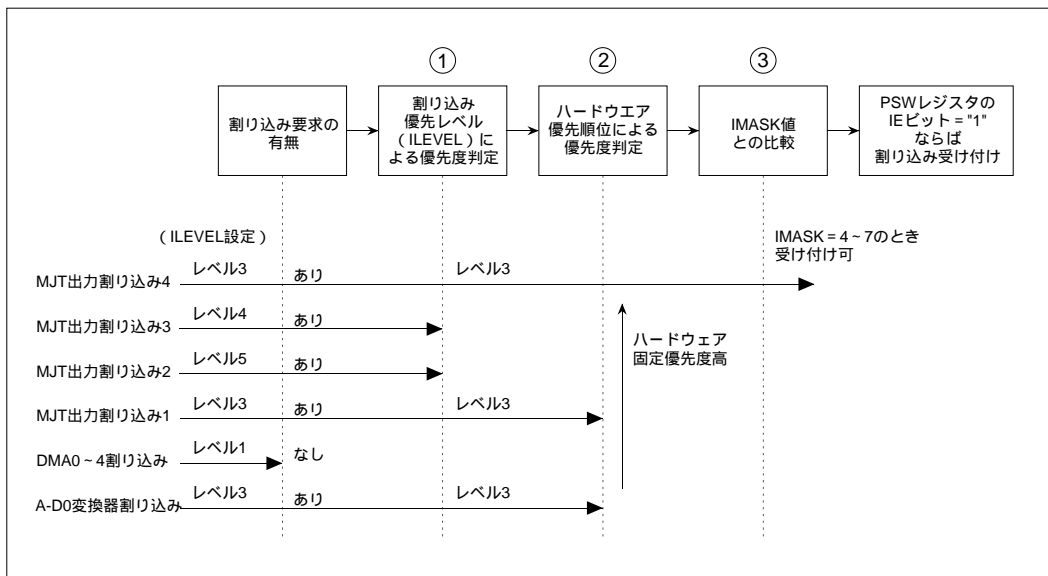 ①
②
③
割り込み要求の
有無
割り込み
優先レベル
（ILEVEL）に
よる優先度判定
ハードウエア
優先順位による
優先度判定
IMASK値
との比較
PSWレジスタの
IEビット = "1"
ならば
割り込み受け付け
（ILEVEL設定）
IMASK = 4 ~ 7のとき
受け付け可
MJT出力割り込み4
レベル3
あり
レベル3
MJT出力割り込み3
レベル4
あり
ハードウェア
固定優先度高
MJT出力割り込み2
レベル5
あり
MJT出力割り込み1
レベル3
あり
レベル3
DMA0 ~ 4割り込み
レベル1
なし
A-D0変換器割り込み
レベル3
あり
レベル3